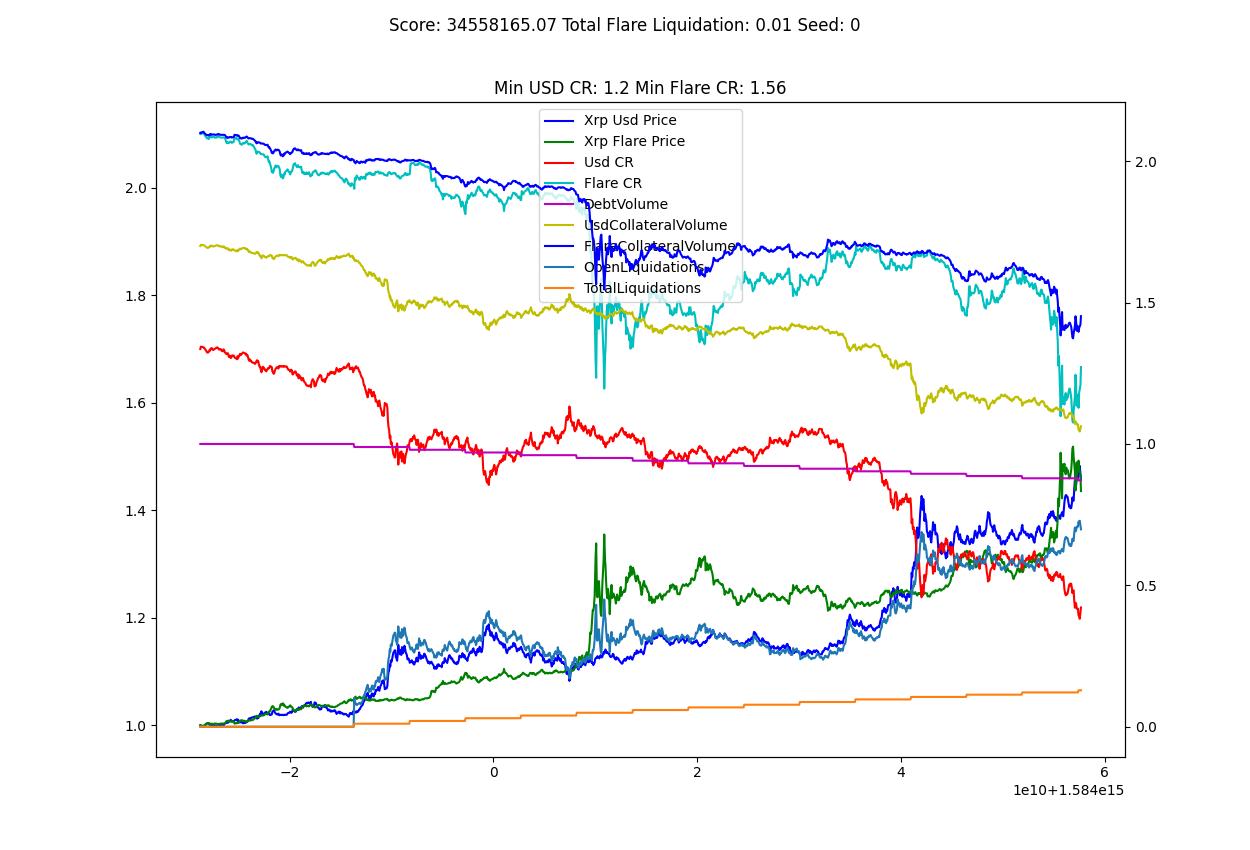 Score: 34558165.07 Total Flare Liquidation: 0.01 Seed: 0
Min USD CR: 1.2 Min Flare CR: 1.56
Xrp Usd Price
Xrp Flare Price
Usd CR
Flare CR
DebtVolume
UsdCollateralVolume
FlareCollateralVolume
OpenLiquidations
TotalLiquidations
2.0
1.8
1.6
1.4
1.2
1.0
2.0
1.5
1.0
0.5
0.0
−2 0 2 4 6
1e10+1.584e15